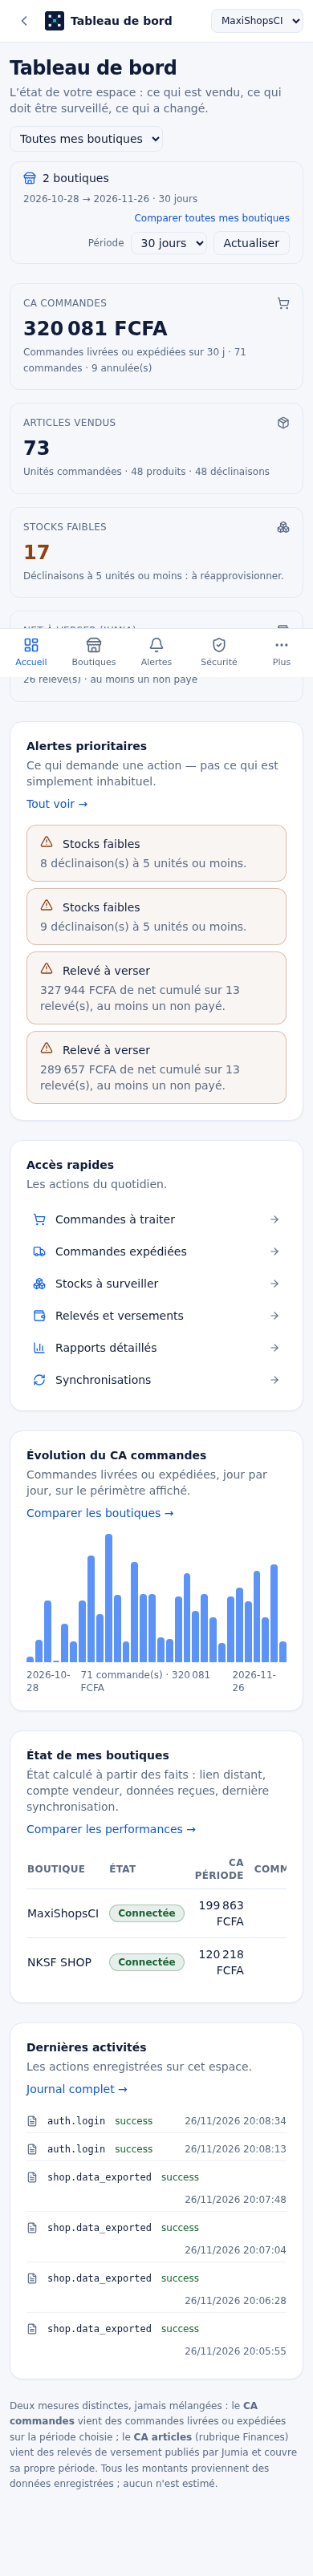 Tableau de bord
MaxiShopsCI
Tableau de bord
L’état de votre espace : ce qui est vendu, ce qui
doit être surveillé, ce qui a changé.
Toutes mes boutiques
2 boutiques
2026-10-28 → 2026-11-26 · 30 jours
Comparer toutes mes boutiques
Période
30 jours
Actualiser
CA COMMANDES
320 081 FCFA
Commandes livrées ou expédiées sur 30 j · 71
commandes · 9 annulée(s)
ARTICLES VENDUS
73
Unités commandées · 48 produits · 48 déclinaisons
STOCKS FAIBLES
17
Déclinaisons à 5 unités ou moins : à réapprovisionner.
Accueil
Boutiques
Alertes
Sécurité
Plus
26 relevé(s) · au moins un non payé
Alertes prioritaires
Ce qui demande une action — pas ce qui est
simplement inhabituel.
Tout voir →
Stocks faibles
8 déclinaison(s) à 5 unités ou moins.
Stocks faibles
9 déclinaison(s) à 5 unités ou moins.
Relevé à verser
327 944 FCFA de net cumulé sur 13
relevé(s), au moins un non payé.
Relevé à verser
289 657 FCFA de net cumulé sur 13
relevé(s), au moins un non payé.
Accès rapides
Les actions du quotidien.
Commandes à traiter →
Commandes expédiées →
Stocks à surveiller →
Relevés et versements →
Rapports détaillés →
Synchronisations →
Évolution du CA commandes
Commandes livrées ou expédiées, jour par
jour, sur le périmètre affiché.
Comparer les boutiques →
2026-10-
28
71 commande(s) · 320 081
FCFA
2026-11-
26
État de mes boutiques
État calculé à partir des faits : lien distant,
compte vendeur, données reçues, dernière
synchronisation.
Comparer les performances →
BOUTIQUE ÉTAT CA PÉRIODE COMM
MaxiShopsCI Connectée 199 863 FCFA
NKSF SHOP Connectée 120 218 FCFA
Dernières activités
Les actions enregistrées sur cet espace.
Journal complet →
auth.login success 26/11/2026 20:08:34
auth.login success 26/11/2026 20:08:13
shop.data_exported success
26/11/2026 20:07:48
shop.data_exported success
26/11/2026 20:07:04
shop.data_exported success
26/11/2026 20:06:28
shop.data_exported success
26/11/2026 20:05:55
Deux mesures distinctes, jamais mélangées : le CA
commandes vient des commandes livrées ou expédiées
sur la période choisie ; le CA articles (rubrique Finances)
vient des relevés de versement publiés par Jumia et couvre
sa propre période. Tous les montants proviennent des
données enregistrées ; aucun n'est estimé.